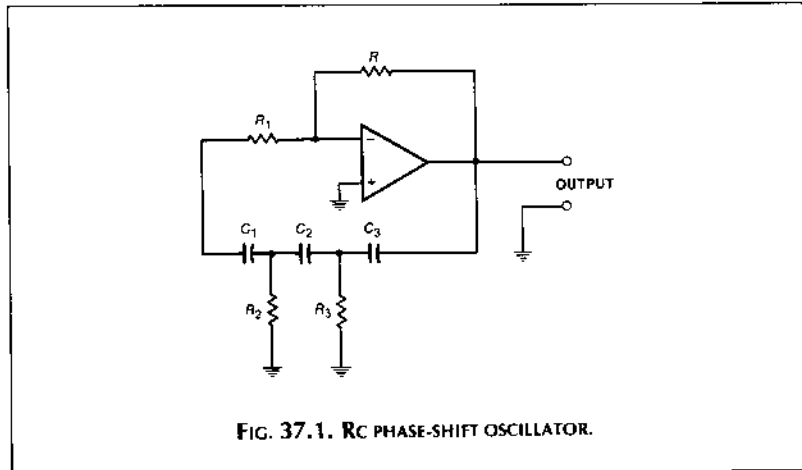 R
R1
−
+
OUTPUT
C1 C2 C3
R2 R3
FIG. 37.1. RC PHASE-SHIFT OSCILLATOR.